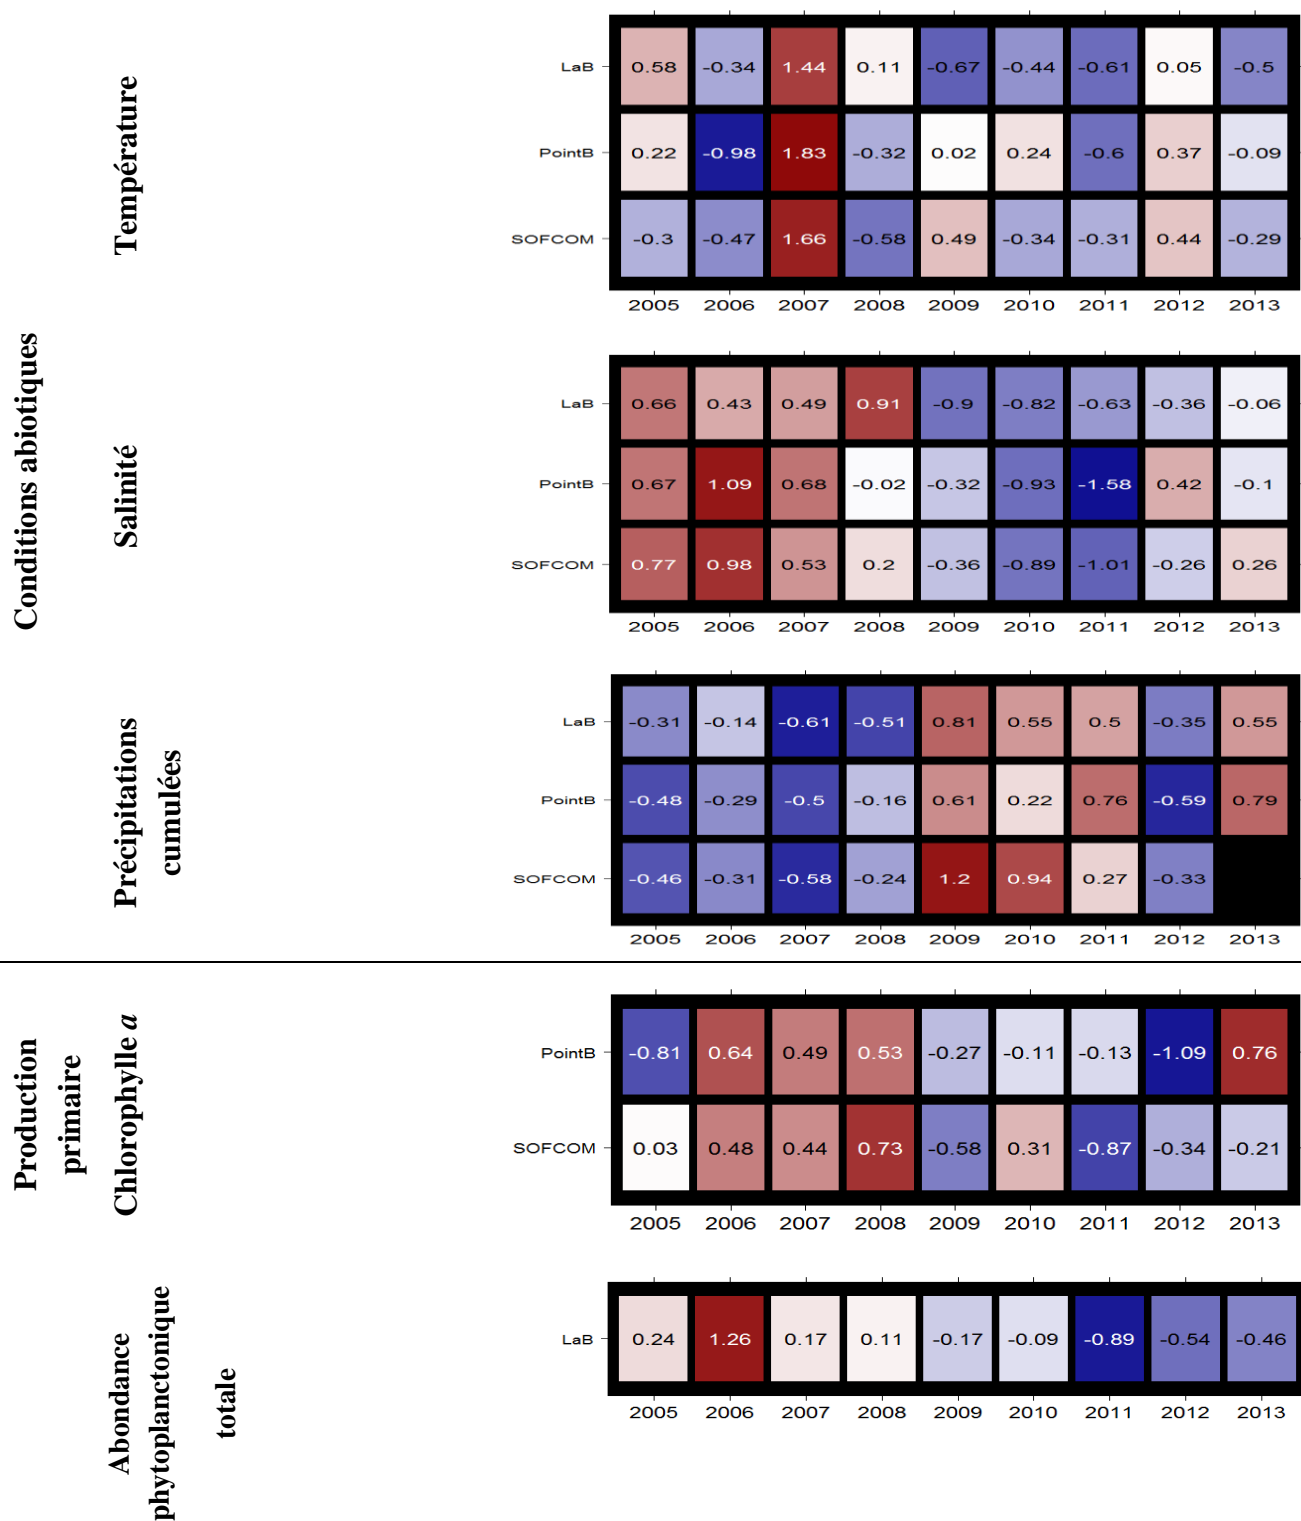 Conditions abiotiques
Température
LaB 0.58 -0.34 1.44 0.11 -0.67 -0.44 -0.61 0.05 -0.5
PointB 0.22 -0.98 1.83 -0.32 0.02 0.24 -0.6 0.37 -0.09
SOFCOM -0.3 -0.47 1.66 -0.58 0.49 -0.34 -0.31 0.44 -0.29
2005 2006 2007 2008 2009 2010 2011 2012 2013
Salinité
LaB 0.66 0.43 0.49 0.91 -0.9 -0.82 -0.63 -0.36 -0.06
PointB 0.67 1.09 0.68 -0.02 -0.32 -0.93 -1.58 0.42 -0.1
SOFCOM 0.77 0.98 0.53 0.2 -0.36 -0.89 -1.01 -0.26 0.26
2005 2006 2007 2008 2009 2010 2011 2012 2013
Précipitations
cumulées
LaB -0.31 -0.14 -0.61 -0.51 0.81 0.55 0.5 -0.35 0.55
PointB -0.48 -0.29 -0.5 -0.16 0.61 0.22 0.76 -0.59 0.79
SOFCOM -0.46 -0.31 -0.58 -0.24 1.2 0.94 0.27 -0.33
2005 2006 2007 2008 2009 2010 2011 2012 2013
Production
primaire
Chlorophylle a
PointB -0.81 0.64 0.49 0.53 -0.27 -0.11 -0.13 -1.09 0.76
SOFCOM 0.03 0.48 0.44 0.73 -0.58 0.31 -0.87 -0.34 -0.21
2005 2006 2007 2008 2009 2010 2011 2012 2013
Abondance
phytoplanctonique
totale
LaB 0.24 1.26 0.17 0.11 -0.17 -0.09 -0.89 -0.54 -0.46
2005 2006 2007 2008 2009 2010 2011 2012 2013